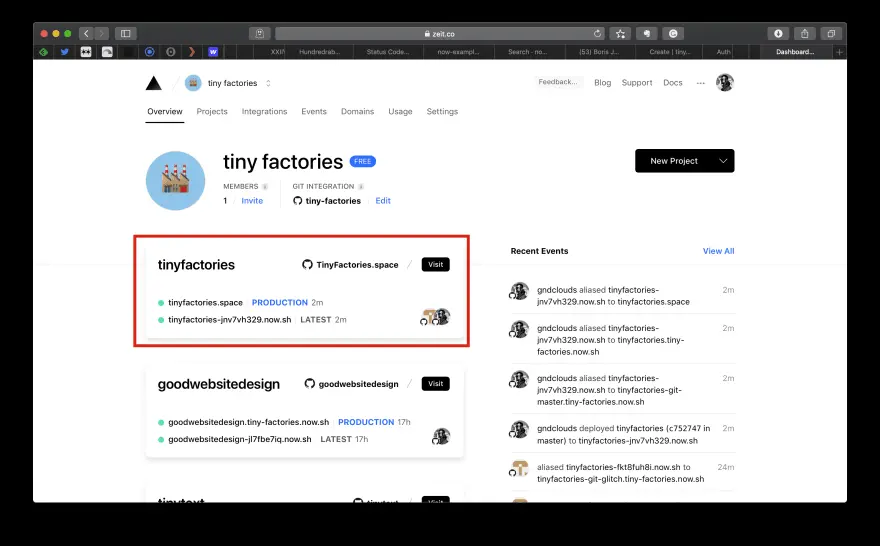 zeit.co
XXIV
Hundredrab...
Status Code...
now-exampl...
Search · no...
(53) Boris J...
Create | tiny...
Auth
Dashboard...
tiny factories
Feedback...
Blog
Support
Docs
Overview
Projects
Integrations
Events
Domains
Usage
Settings
tiny factories
FREE
New Project
MEMBERS
GIT INTEGRATION
1
Invite
tiny-factories
Edit
tinyfactories
TinyFactories.space
Visit
tinyfactories.space PRODUCTION 2m
tinyfactories-jnv7vh329.now.sh LATEST 2m
goodwebsitedesign
goodwebsitedesign
Visit
goodwebsitedesign.tiny-factories.now.sh PRODUCTION 17h
goodwebsitedesign-jl7fbe7iq.now.sh LATEST 17h
tinytext
tinytext
Visit
Recent Events
View All
gndclouds aliased tinyfactories-
jnv7vh329.now.sh to tinyfactories.space
2m
gndclouds aliased tinyfactories-
jnv7vh329.now.sh to tinyfactories.tiny-
factories.now.sh
2m
gndclouds aliased tinyfactories-
jnv7vh329.now.sh to tinyfactories-git-
master.tiny-factories.now.sh
2m
gndclouds deployed tinyfactories (c752747 in
master) to tinyfactories-jnv7vh329.now.sh
2m
aliased tinyfactories-fkt8fuh8i.now.sh to
tinyfactories-git-glitch.tiny-factories.now.sh
24m